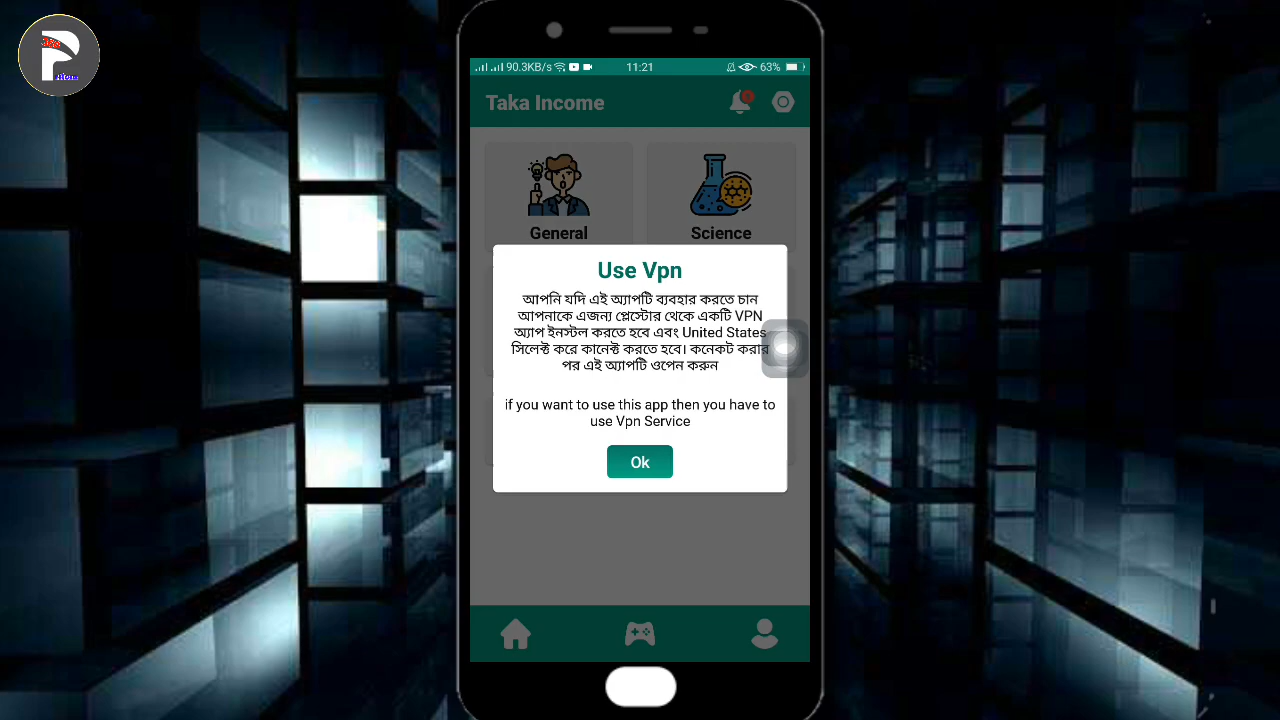 90.3KB/s
11:21
63%
Taka Income
General
Science
Use Vpn
আপনি যদি এই অ্যাপটি ব্যবহার করতে চান
আপনাকে এজন্য প্লেস্টোর থেকে একটি VPN
অ্যাপ ইনস্টল করতে হবে এবং United States
সিলেক্ট করে কানেক্ট করতে হবে। কনেকট করার
পর এই অ্যাপটি ওপেন করুন
if you want to use this app then you have to
use Vpn Service
Ok